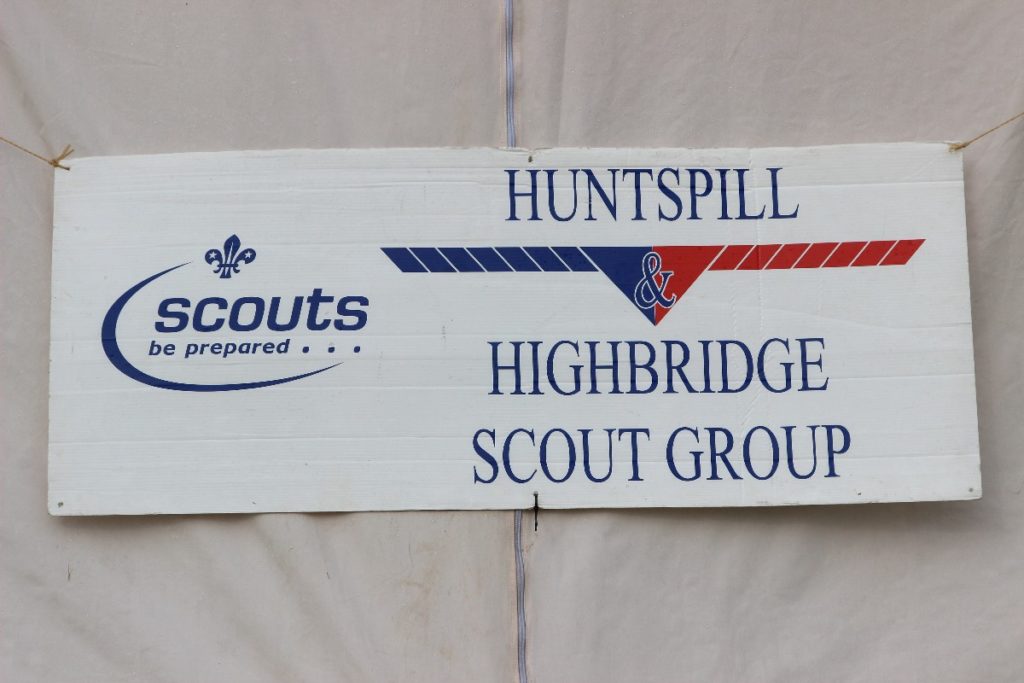 scouts
be prepared . . .
HUNTSPILL
&
HIGHBRIDGE
SCOUT GROUP